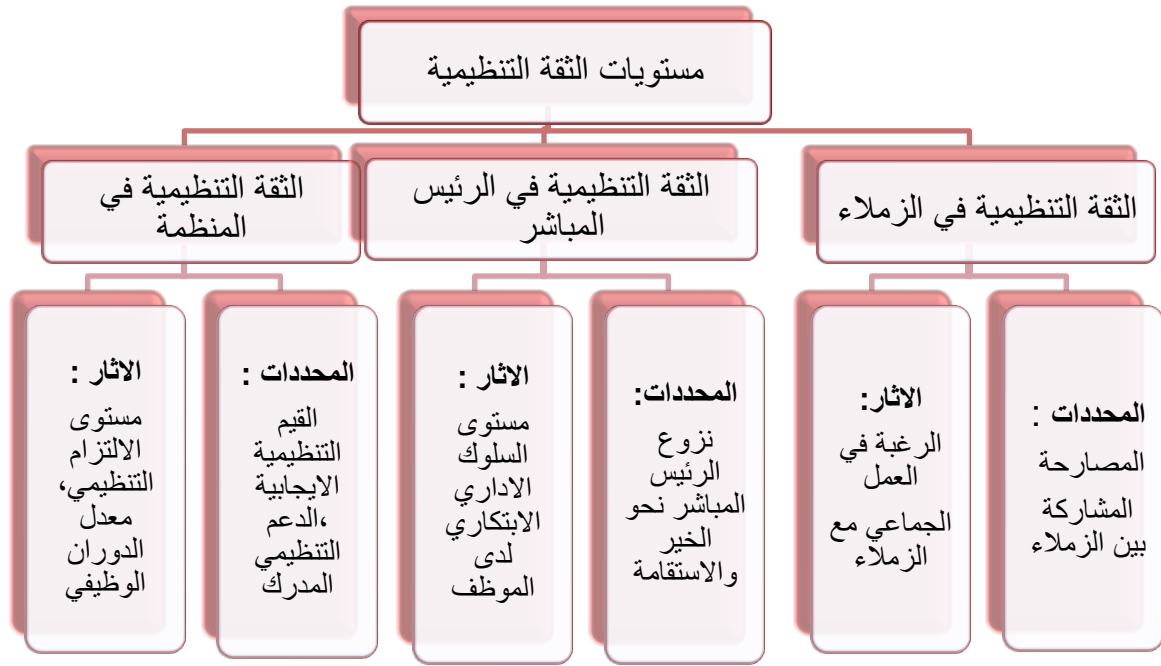 مستويات الثقة التنظيمية
الثقة التنظيمية في الزملاء
الثقة التنظيمية في الرئيس
المباشر
الثقة التنظيمية في
المنظمة
المحددات :
المصارحة
المشاركة
بين الزملاء
الاثار:
الرغبة في
العمل
الجماعي مع
الزملاء
المحددات:
نزوع
الرئيس
المباشر نحو
الخير
والاستقامة
الاثار :
مستوى
السلوك
الاداري
الابتكاري
لدى
الموظف
المحددات :
القيم
التنظيمية
الايجابية
،الدعم
التنظيمي
المدرك
الاثار :
مستوى
الالتزام
التنظيمي،
معدل
الدوران
الوظيفي